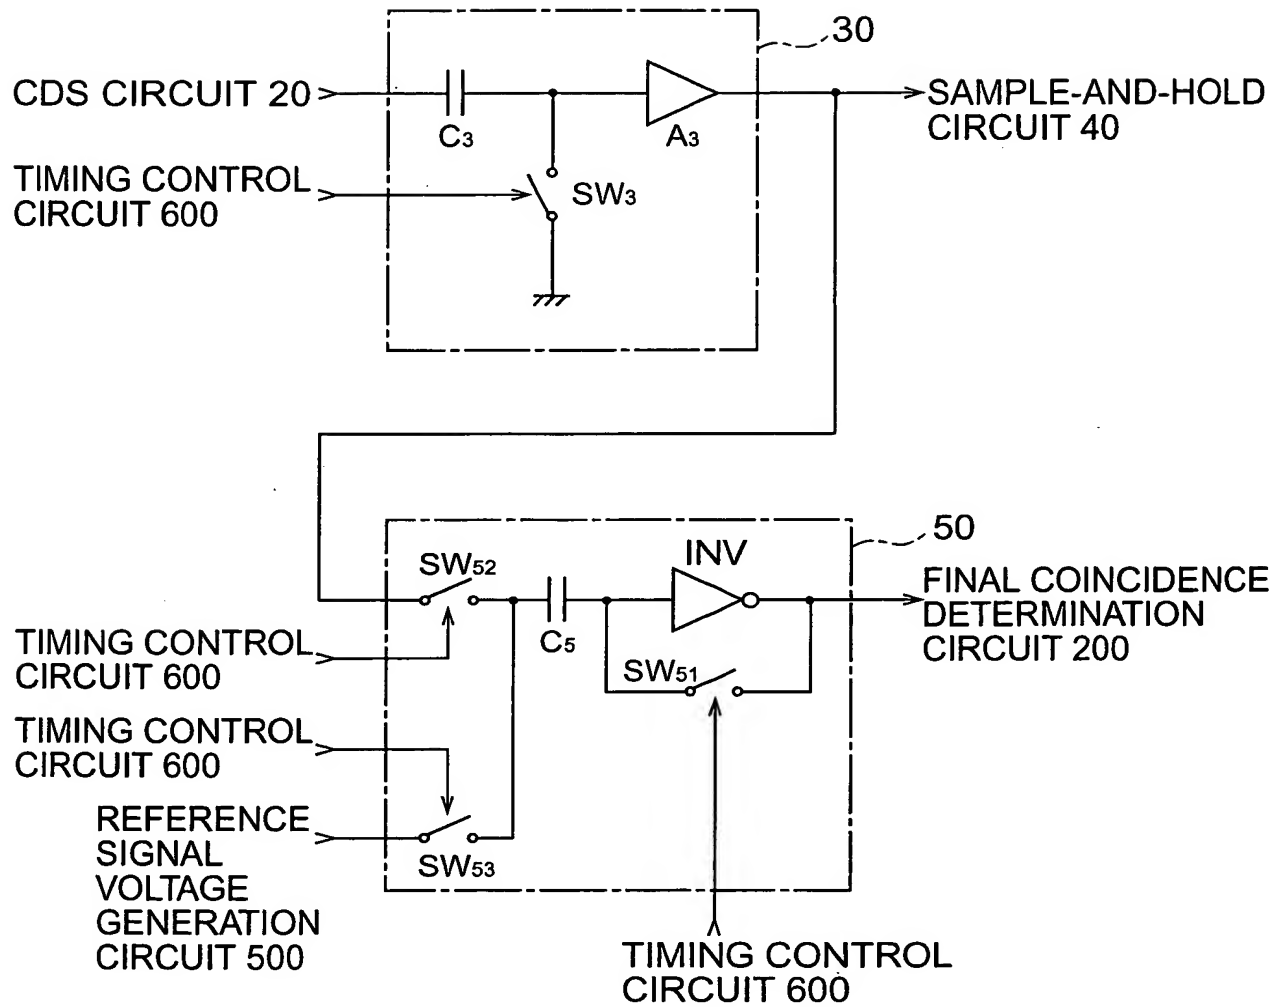 30
CDS CIRCUIT 20
C3
A3
SAMPLE-AND-HOLD
CIRCUIT 40
TIMING CONTROL
CIRCUIT 600
SW3
50
SW52
INV
C5
FINAL COINCIDENCE
DETERMINATION
CIRCUIT 200
TIMING CONTROL
CIRCUIT 600
SW51
TIMING CONTROL
CIRCUIT 600
REFERENCE
SIGNAL
VOLTAGE
GENERATION
CIRCUIT 500
SW53
TIMING CONTROL
CIRCUIT 600